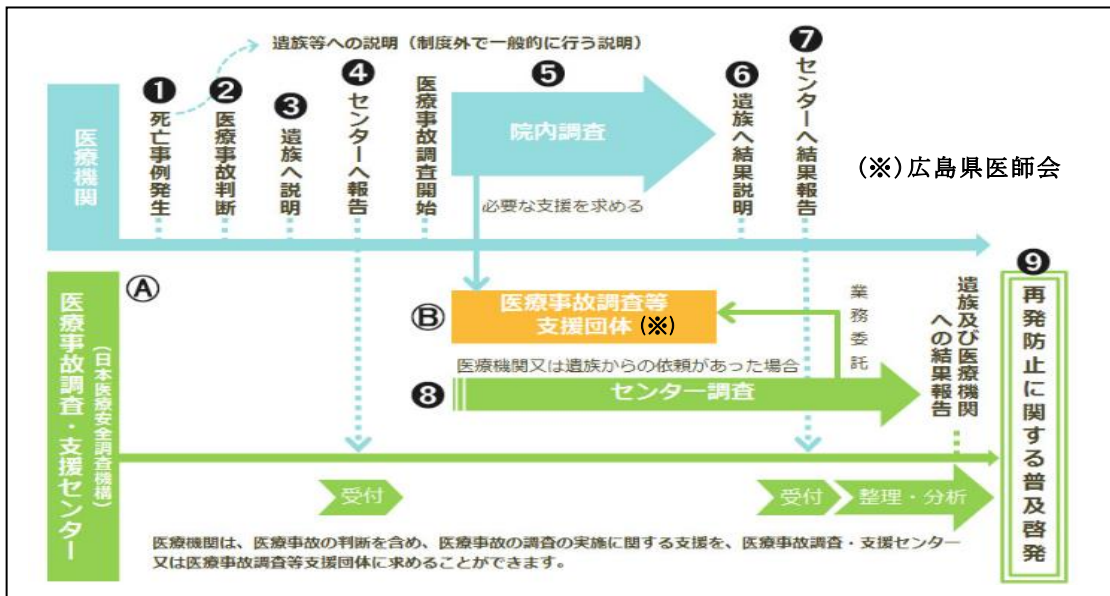 遺族等への説明（制度外で一般的に行う説明）
医療機関
❶
死亡事例発生
❷
医療事故判断
❸
遺族へ説明
❹
センターへ報告
医療事故調査開始
❺
院内調査
❻
遺族へ結果説明
❼
センターへ結果報告
(※)広島県医師会
必要な支援を求める
医療事故調査・支援センター
（日本医療安全調査機構）
Ⓐ
Ⓑ
医療事故調査等
支援団体 (※)
業務委託
医療機関又は遺族からの依頼があった場合
❽
センター調査
遺族及び医療機関
への結果報告
❾
再発防止に関する普及啓発
受付
受付
整理・分析
医療機関は、医療事故の判断を含め、医療事故の調査の実施に関する支援を、医療事故調査・支援センター
又は医療事故調査等支援団体に求めることができます。